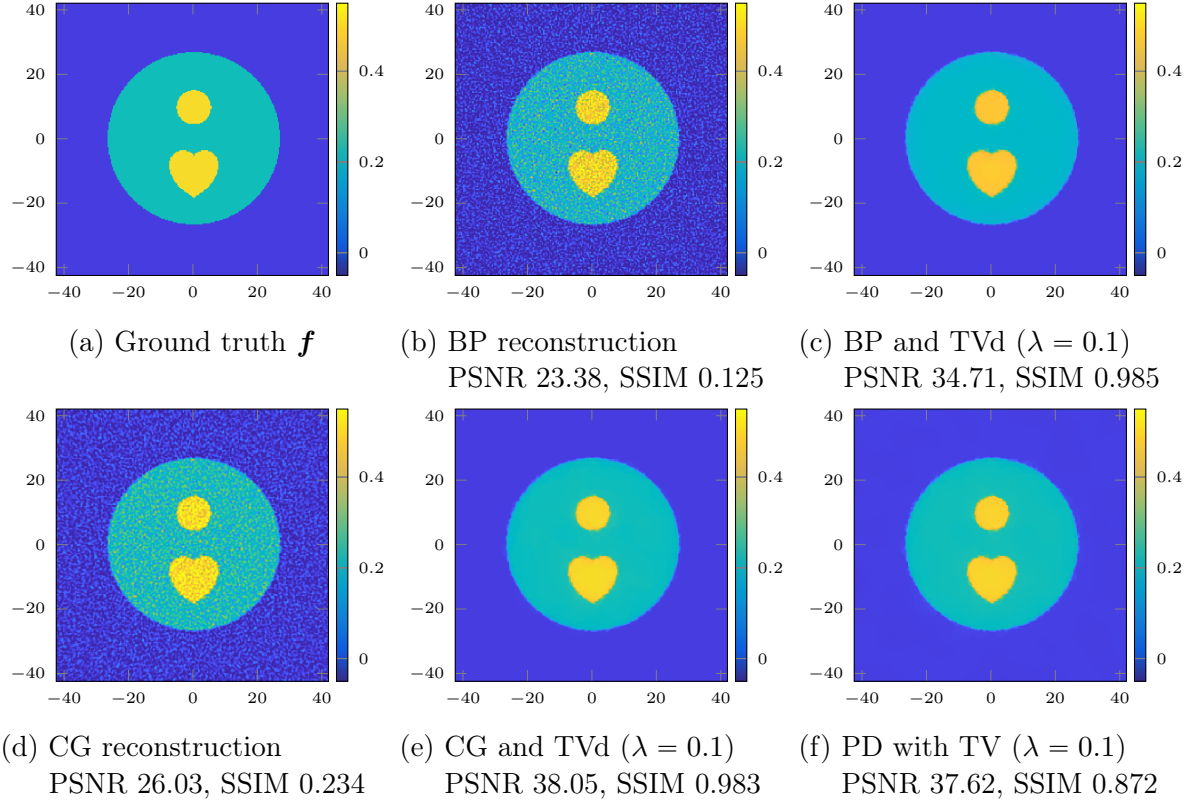 40
20
0
−20
−40
−40 −20 0 20 40
0.4
0.2
0
(a) Ground truth f
40
20
0
−20
−40
−40 −20 0 20 40
0.4
0.2
0
(b) BP reconstruction
PSNR 23.38, SSIM 0.125
40
20
0
−20
−40
−40 −20 0 20 40
0.4
0.2
0
(c) BP and TVd (λ = 0.1)
PSNR 34.71, SSIM 0.985
40
20
0
−20
−40
−40 −20 0 20 40
0.4
0.2
0
(d) CG reconstruction
PSNR 26.03, SSIM 0.234
40
20
0
−20
−40
−40 −20 0 20 40
0.4
0.2
0
(e) CG and TVd (λ = 0.1)
PSNR 38.05, SSIM 0.983
40
20
0
−20
−40
−40 −20 0 20 40
0.4
0.2
0
(f) PD with TV (λ = 0.1)
PSNR 37.62, SSIM 0.872